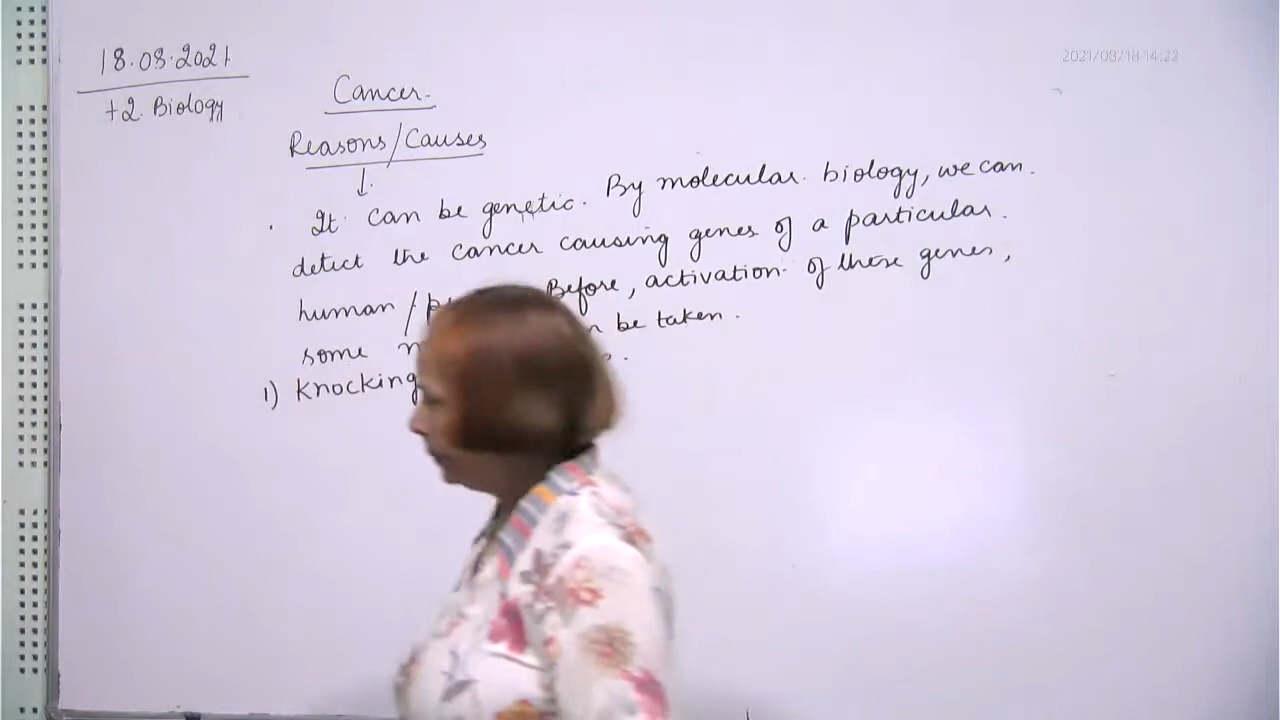 18.08.2021
2021/08/18 14:22
+2. Biology
Cancer.
Reasons/Causes
It can be genetic. By molecular biology, we can
detect the cancer causing genes of a particular
human / Before, activation of these genes,
some be taken.
1) Knocking